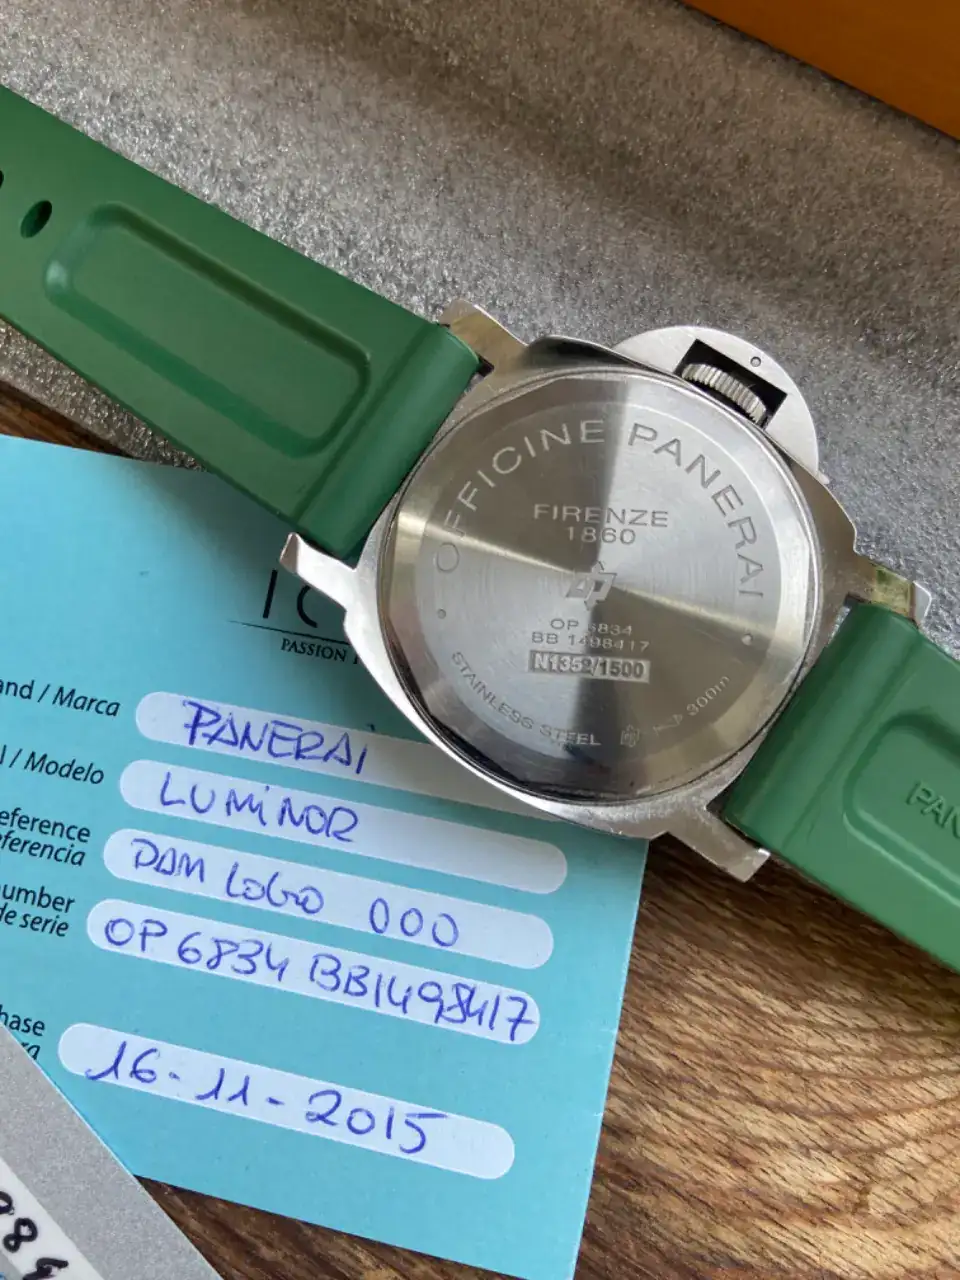 OFFICINE PANERAI
FIRENZE
1860
OP 6834
BB 1498417
N1352/1500
STAINLESS STEEL 300m
PAN
PASSION
and / Marca
PANERAI
l / Modelo
LUMINOR
eference
eferencia
PAM LOGO 000
umber
de serie
OP 6834 BB1498417
hase
ra
16-11-2015